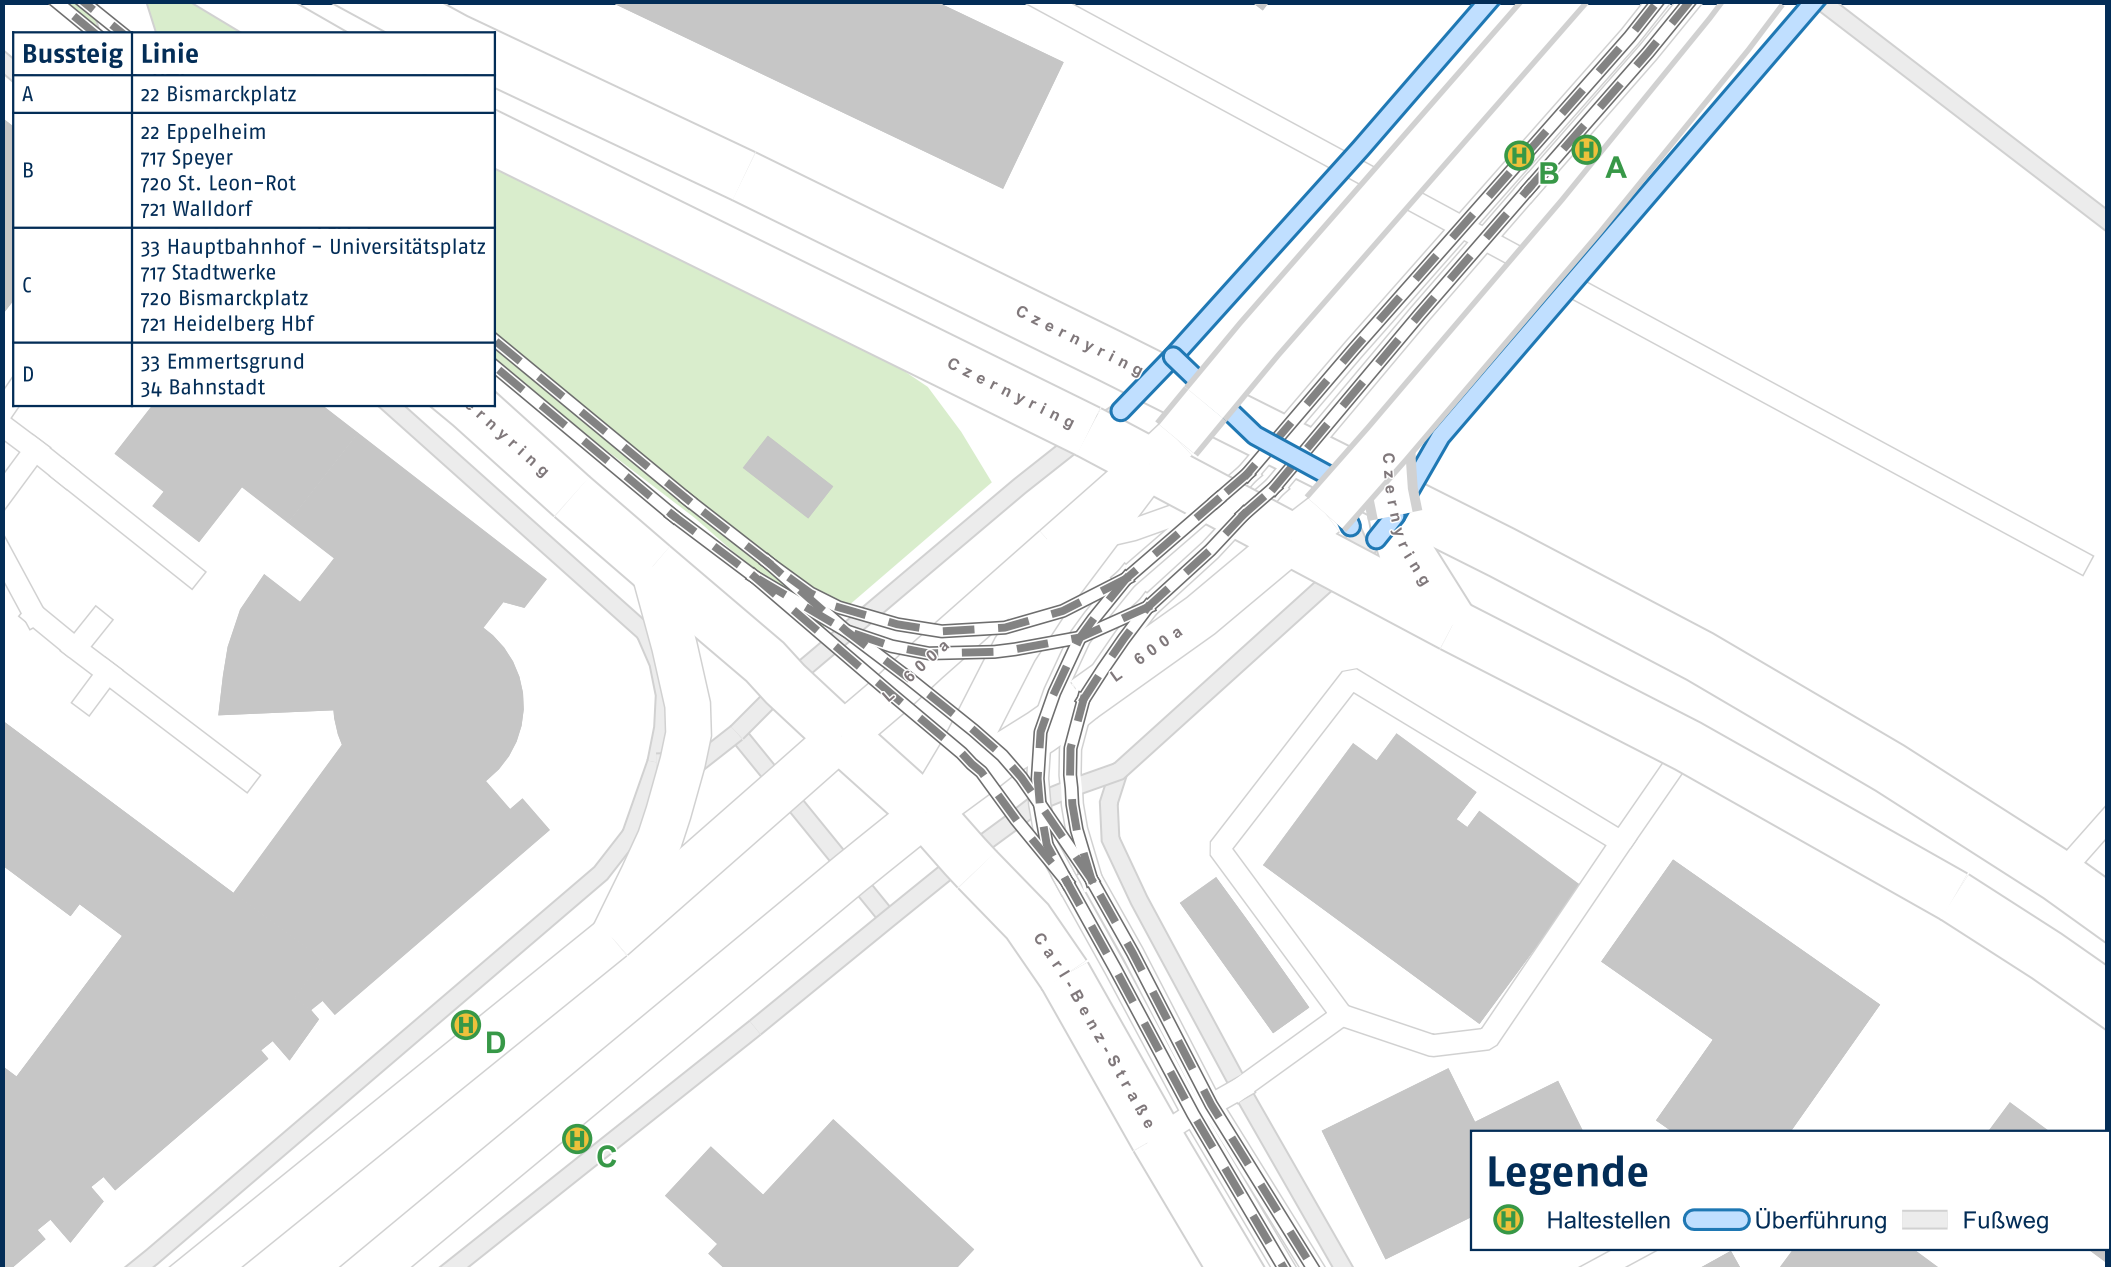 Bussteig Linie
A 22 Bismarckplatz
B 22 Eppelheim
717 Speyer
720 St. Leon-Rot
721 Walldorf
C 33 Hauptbahnhof - Universitätsplatz
717 Stadtwerke
720 Bismarckplatz
721 Heidelberg Hbf
D 33 Emmertsgrund
34 Bahnstadt
H B
H A
Czernyring
Czernyring
ernyring
Czernyring
L 600a
L 600a
Carl-Benz-Straße
H D
H C
Legende
H Haltestellen Überführung Fußweg